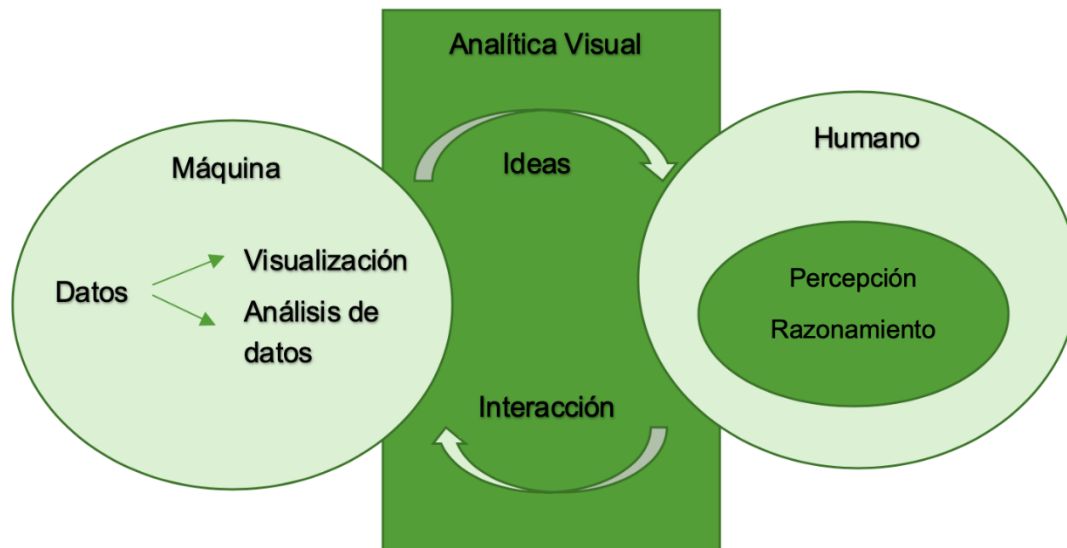 Analítica Visual
Máquina
Datos
Visualización
Análisis de
datos
Ideas
Interacción
Humano
Percepción
Razonamiento